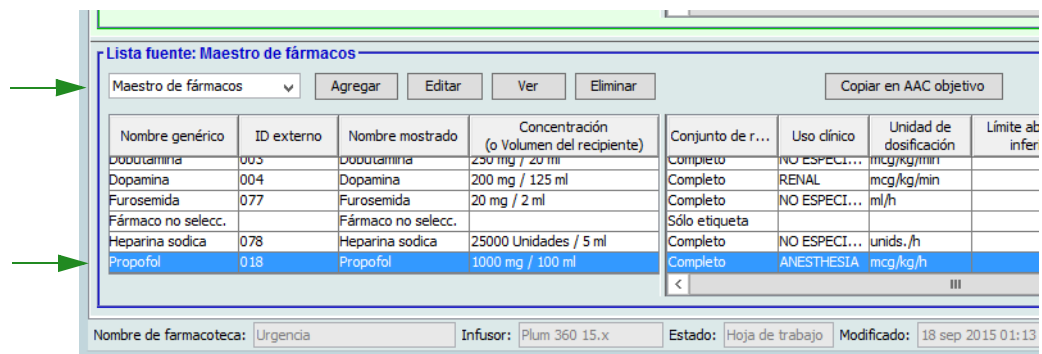 Lista fuente: Maestro de fármacos
Maestro de fármacos Agregar Editar Ver Eliminar Copiar en AAC objetivo
Nombre genérico ID externo Nombre mostrado Concentración (o Volumen del recipiente) Conjunto de r... Uso clínico Unidad de dosificación Límite ab inferi
Dobutamina 003 Dobutamina 250 mg / 20 ml Completo NO ESPECI... mcg/kg/min
Dopamina 004 Dopamina 200 mg / 125 ml Completo RENAL mcg/kg/min
Furosemida 077 Furosemida 20 mg / 2 ml Completo NO ESPECI... ml/h
Fármaco no selecc. Fármaco no selecc. Sólo etiqueta
Heparina sodica 078 Heparina sodica 25000 Unidades / 5 ml Completo NO ESPECI... unids./h
Propofol 018 Propofol 1000 mg / 100 ml Completo ANESTHESIA mcg/kg/h
Nombre de farmacoteca: Urgencia Infusor: Plum 360 15.x Estado: Hoja de trabajo Modificado: 18 sep 2015 01:13